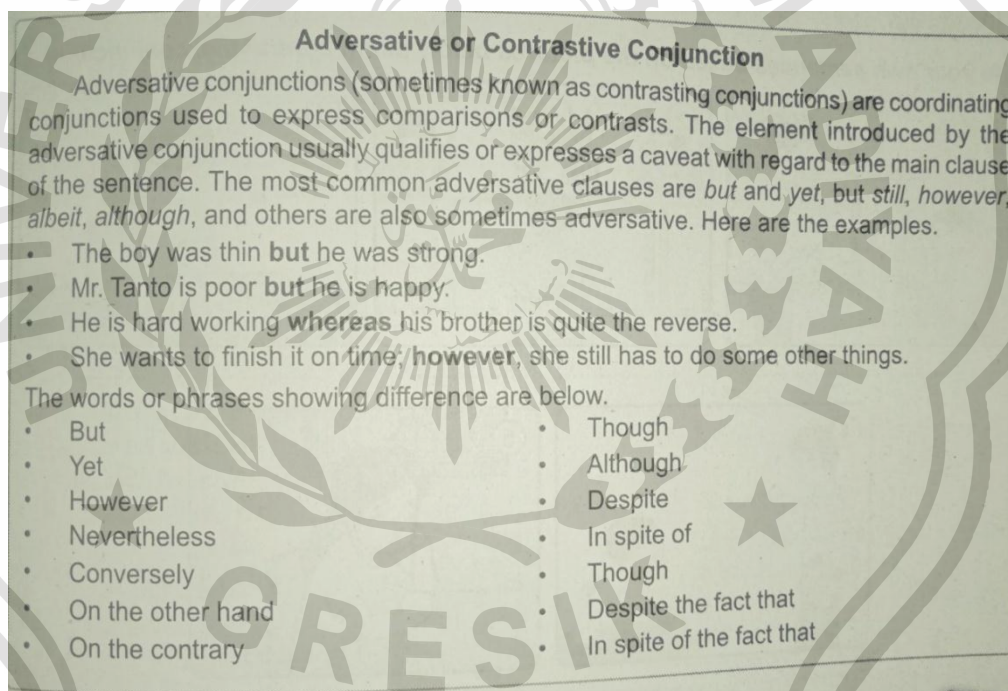 Adversative or Contrastive Conjunction
Adversative conjunctions (sometimes known as contrasting conjunctions) are coordinating
conjunctions used to express comparisons or contrasts. The element introduced by the
adversative conjunction usually qualifies or expresses a caveat with regard to the main clause
of the sentence. The most common adversative clauses are but and yet, but still, however,
albeit, although, and others are also sometimes adversative. Here are the examples.
• The boy was thin but he was strong.
• Mr. Tanto is poor but he is happy.
• He is hard working whereas his brother is quite the reverse.
• She wants to finish it on time; however, she still has to do some other things.
The words or phrases showing difference are below.
• But
• Yet
• However
• Nevertheless
• Conversely
• On the other hand
• On the contrary
• Though
• Although
• Despite
• In spite of
• Though
• Despite the fact that
• In spite of the fact that
GRESIK